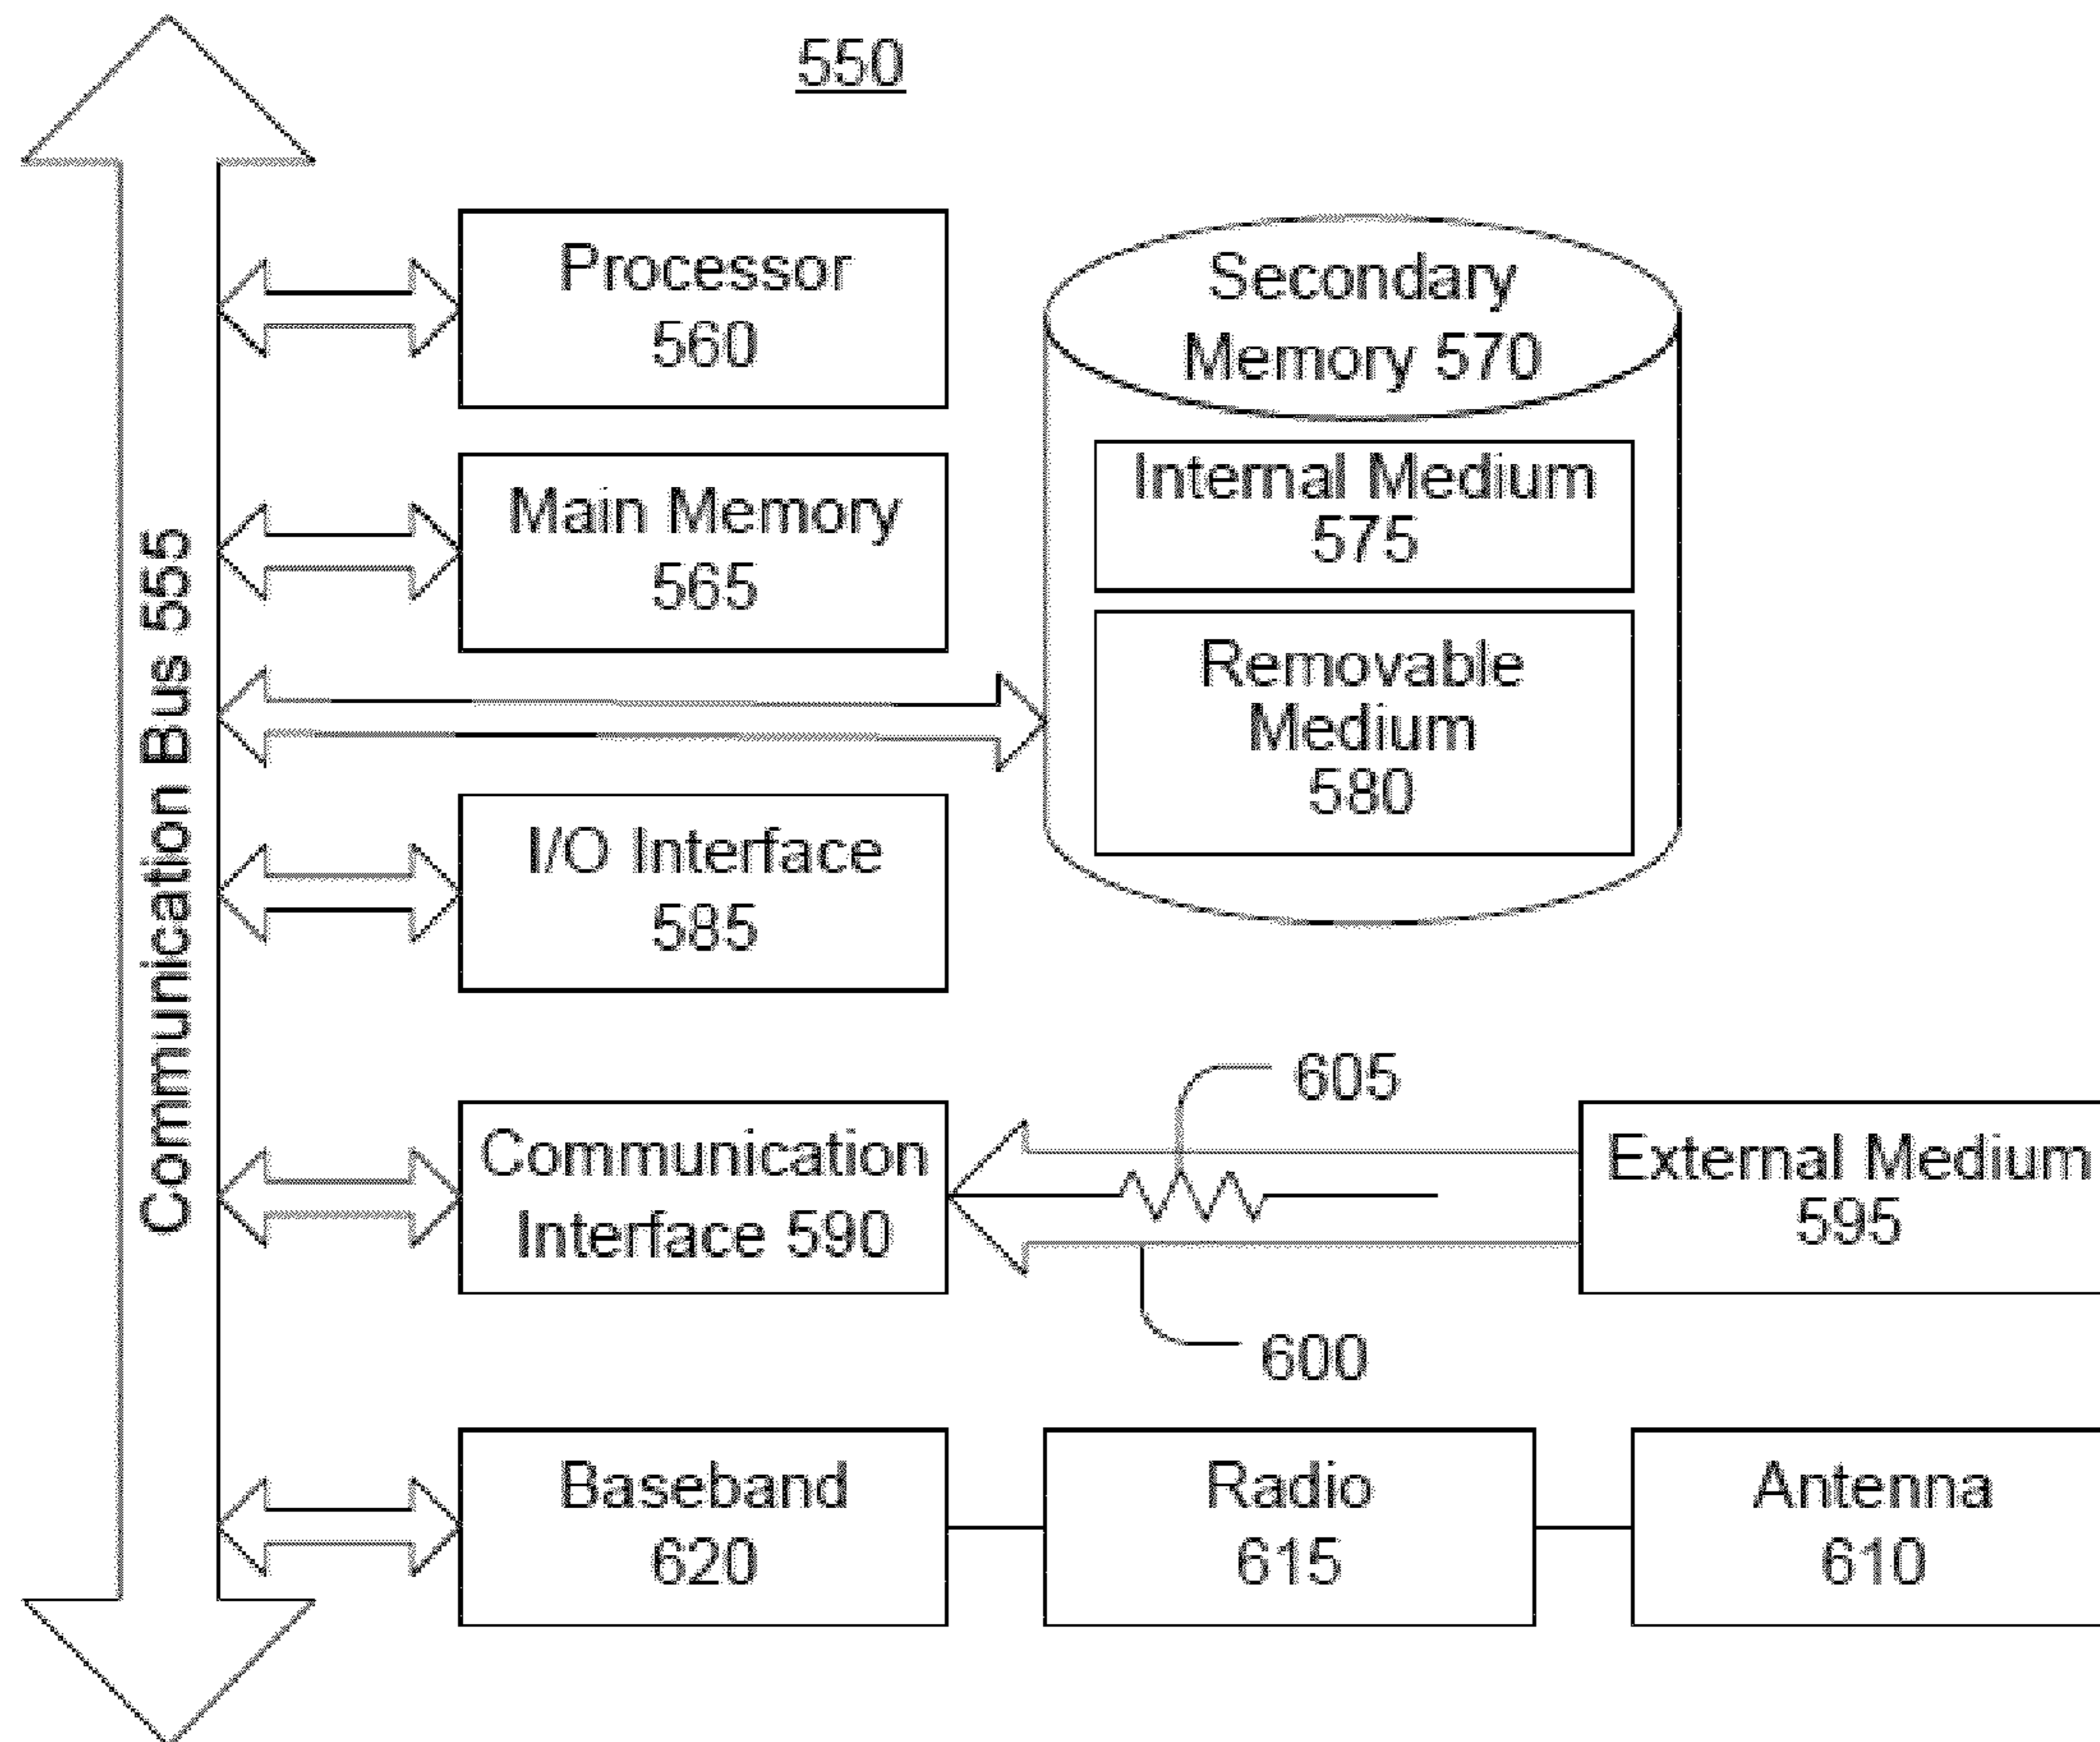 550
Communication Bus 555
Processor
560
Main Memory
565
Secondary
Memory 570
Internal Medium
575
Removable
Medium
580
I/O Interface
585
Communication
Interface 590
605
600
External Medium
595
Baseband
620
Radio
615
Antenna
610